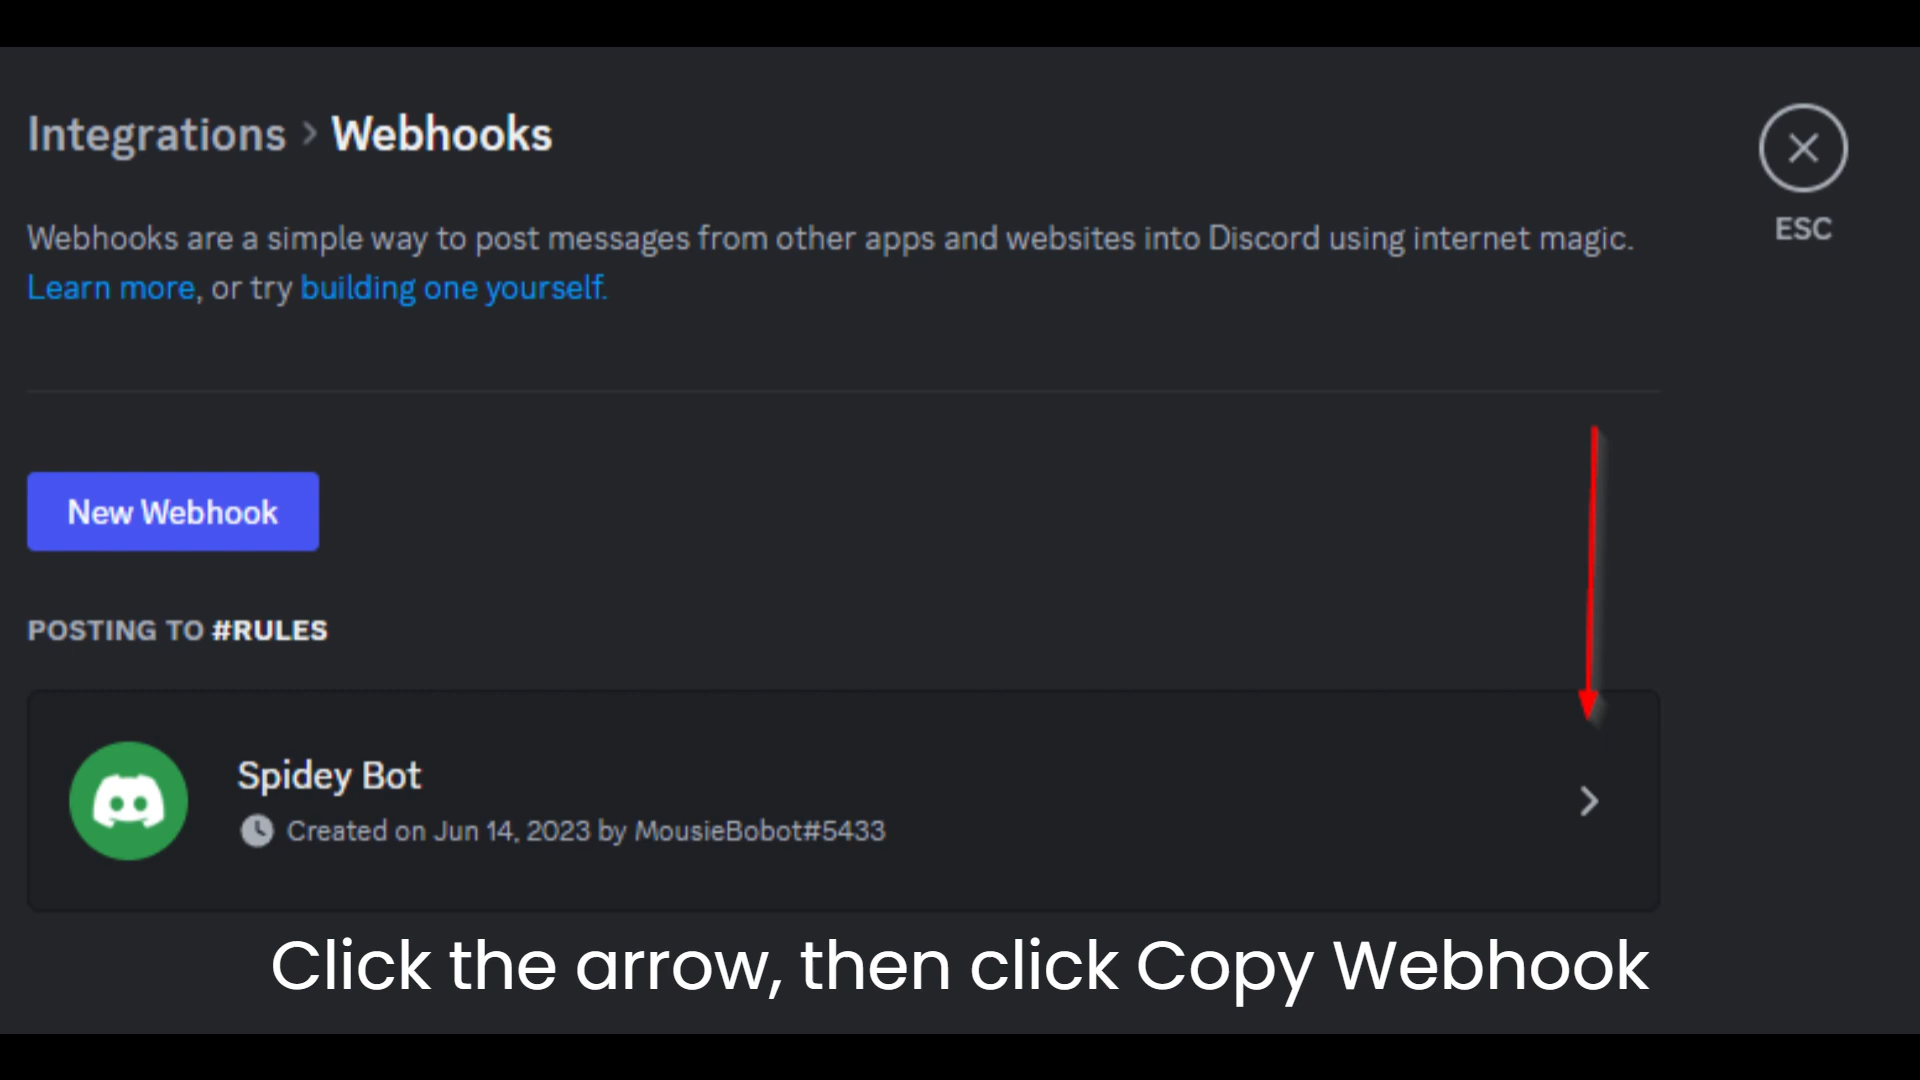 Integrations > Webhooks
ESC
Webhooks are a simple way to post messages from other apps and websites into Discord using internet magic.
Learn more, or try building one yourself.
New Webhook
POSTING TO #RULES
Spidey Bot
Created on Jun 14, 2023 by MousieBobot#5433
Click the arrow, then click Copy Webhook